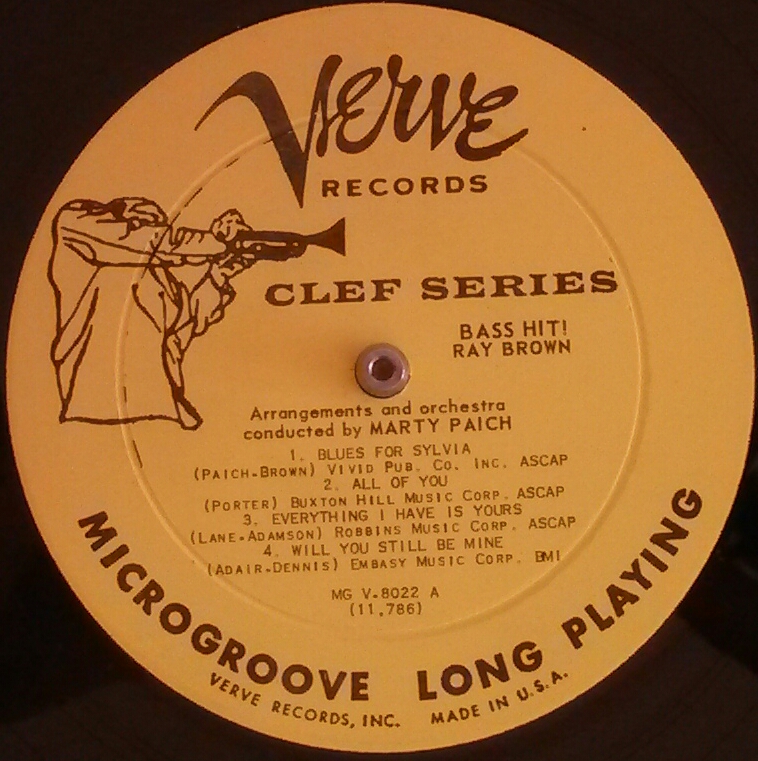 Verve
RECORDS
CLEF SERIES
BASS HIT!
RAY BROWN
Arrangements and orchestra
conducted by MARTY PAICH
1. BLUES FOR SYLVIA
(PAICH-BROWN) VIVID PUB. CO. INC. ASCAP
2. ALL OF YOU
(PORTER) BUXTON HILL MUSIC CORP. ASCAP
3. EVERYTHING I HAVE IS YOURS
(LANE-ADAMSON) ROBBINS MUSIC CORP. ASCAP
4. WILL YOU STILL BE MINE
(ADAIR-DENNIS) EMBASY MUSIC CORP. BMI
MG V-8022 A
(11,786)
MICROGROOVE LONG PLAYING
VERVE RECORDS, INC. MADE IN U.S.A.